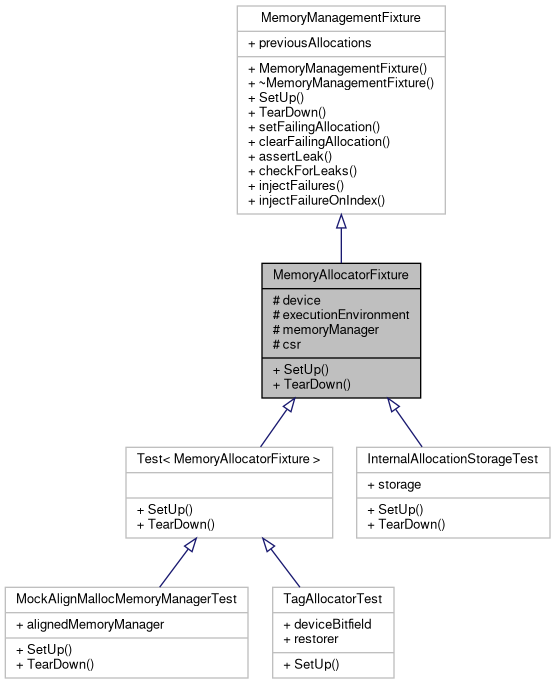 MemoryManagementFixture
+ previousAllocations
+ MemoryManagementFixture()
+ ~MemoryManagementFixture()
+ SetUp()
+ TearDown()
+ setFailingAllocation()
+ clearFailingAllocation()
+ assertLeak()
+ checkForLeaks()
+ injectFailures()
+ injectFailureOnIndex()
MemoryAllocatorFixture
# device
# executionEnvironment
# memoryManager
# csr
+ SetUp()
+ TearDown()
Test< MemoryAllocatorFixture >
+ SetUp()
+ TearDown()
InternalAllocationStorageTest
+ storage
+ SetUp()
+ TearDown()
MockAlignMallocMemoryManagerTest
+ alignedMemoryManager
+ SetUp()
+ TearDown()
TagAllocatorTest
+ deviceBitfield
+ restorer
+ SetUp()